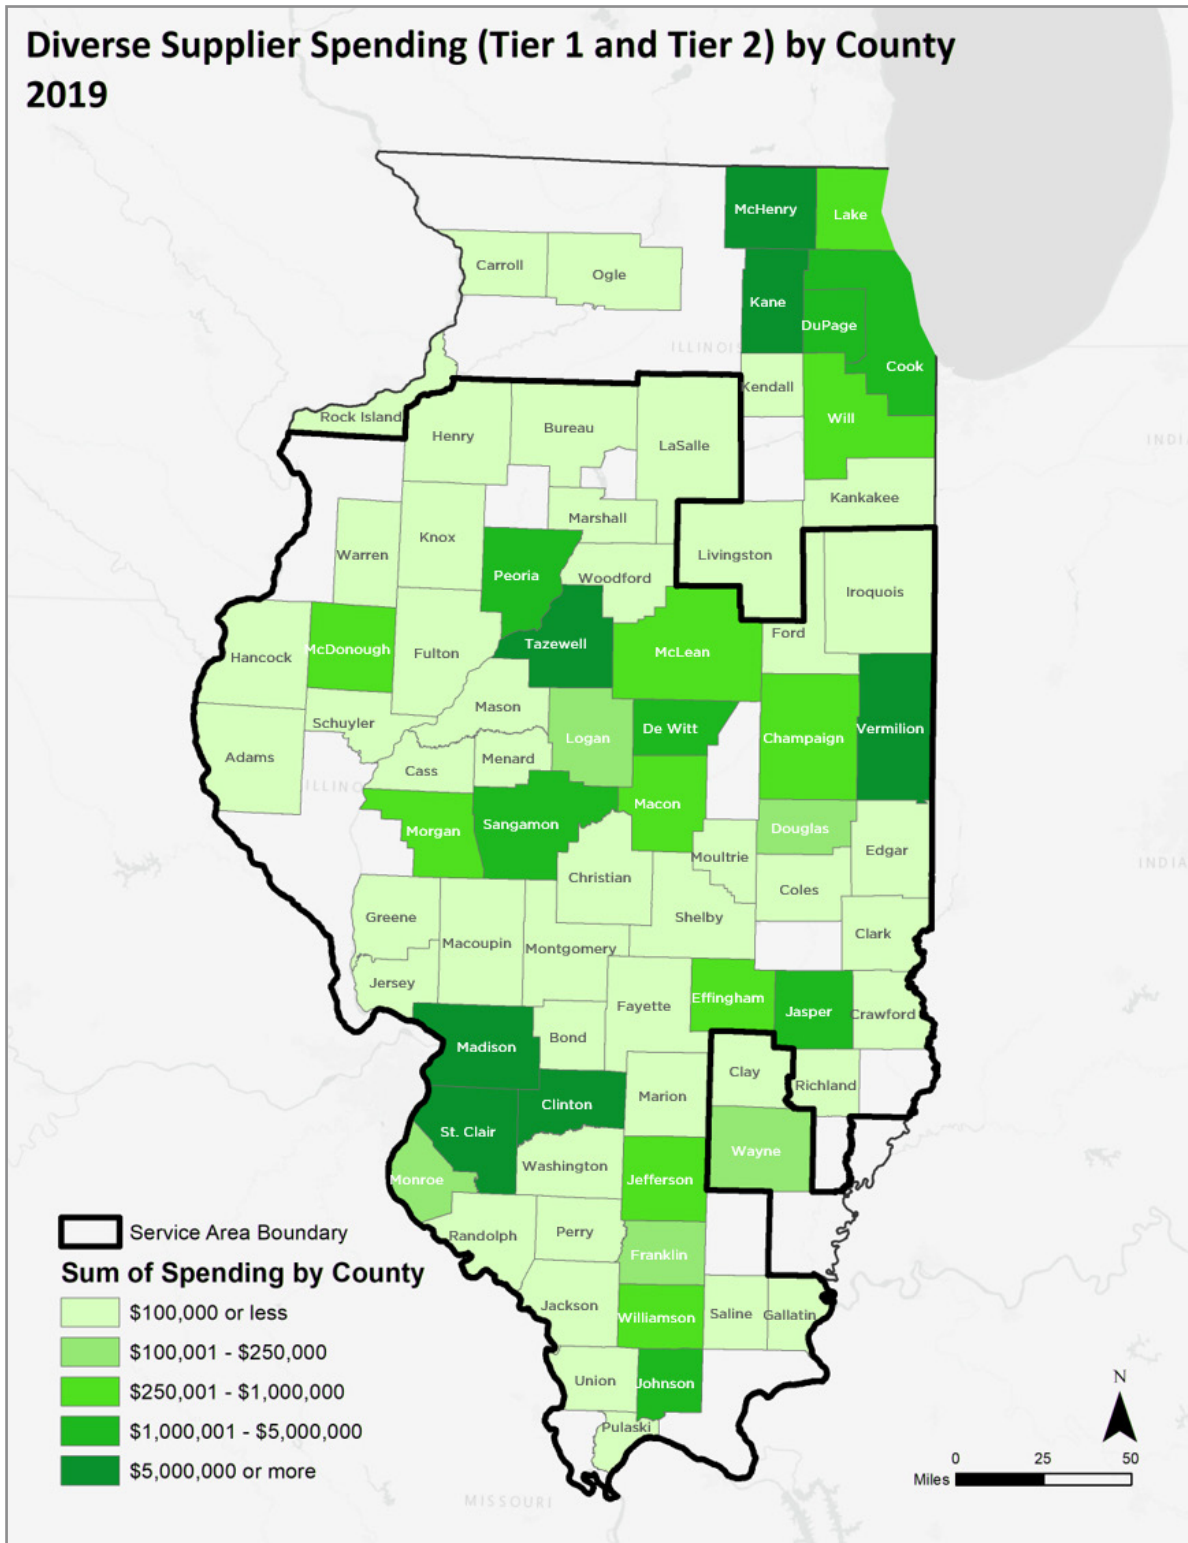 Diverse Supplier Spending (Tier 1 and Tier 2) by County
2019
McHenry
Lake
Carroll
Ogle
Kane
DuPage
ILLINOIS
Cook
Kendall
Rock Island
Will
Henry
Bureau
LaSalle
INDI
Kankakee
Marshall
Knox
Warren
Livingston
Peoria
Woodford
Iroquois
Ford
Tazewell
McLean
McDonough
Fulton
Hancock
Mason
Schuyler
Logan
De Witt
Champaign
Vermilion
Adams
Menard
Cass
ILLINO
Macon
Sangamon
Morgan
Douglas
Edgar
Moultrie
INDIA
Christian
Coles
Greene
Shelby
Macoupin
Montgomery
Clark
Jersey
Effingham
Fayette
Jasper
Crawford
Bond
Madison
Clay
Richland
Marion
Clinton
St. Clair
Wayne
Washington
Jefferson
Monroe
Perry
Randolph
Franklin
Jackson
Williamson
Saline
Gallatin
Union
Johnson
Pulaski
MISSOURI
Service Area Boundary
Sum of Spending by County
$100,000 or less
$100,001 - $250,000
$250,001 - $1,000,000
$1,000,001 - $5,000,000
$5,000,000 or more
N
0 25 50
Miles